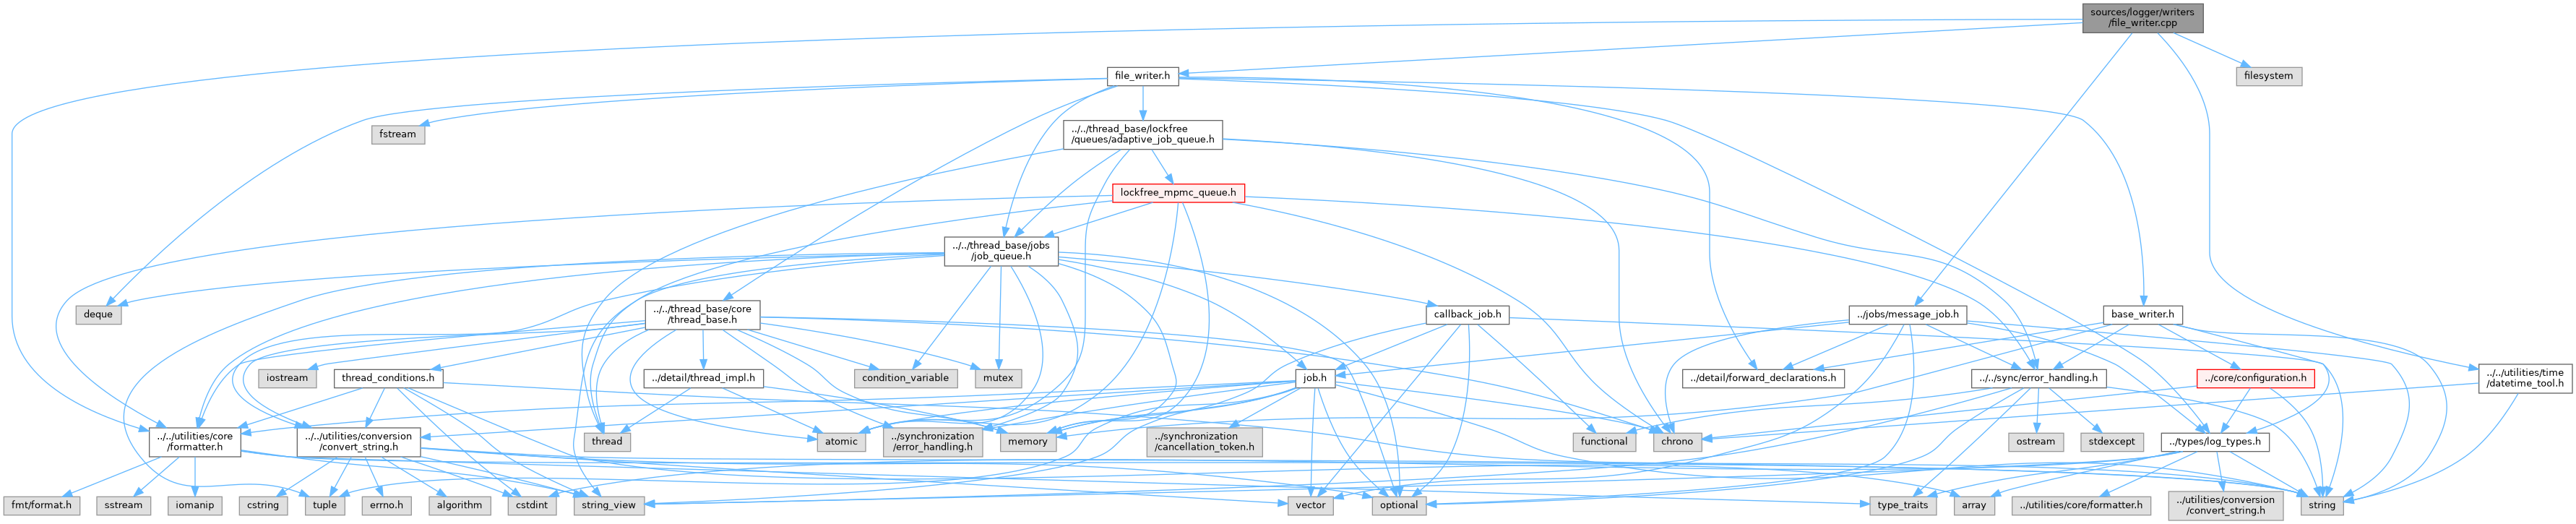 sources/logger/writers
/file_writer.cpp
file_writer.h
filesystem
fstream
../../thread_base/lockfree
/queues/adaptive_job_queue.h
lockfree_mpmc_queue.h
../../thread_base/jobs
/job_queue.h
deque
../../thread_base/core
/thread_base.h
callback_job.h
../jobs/message_job.h
base_writer.h
iostream
thread_conditions.h
../detail/thread_impl.h
condition_variable
mutex
job.h
../detail/forward_declarations.h
../../sync/error_handling.h
../core/configuration.h
../../utilities/time
/datetime_tool.h
../../utilities/core
/formatter.h
../../utilities/conversion
/convert_string.h
thread
atomic
../synchronization
/error_handling.h
memory
../synchronization
/cancellation_token.h
functional
chrono
ostream
stdexcept
../types/log_types.h
fmt/format.h
sstream
iomanip
cstring
tuple
errno.h
algorithm
cstdint
string_view
vector
optional
type_traits
array
../utilities/core/formatter.h
../utilities/conversion
/convert_string.h
string